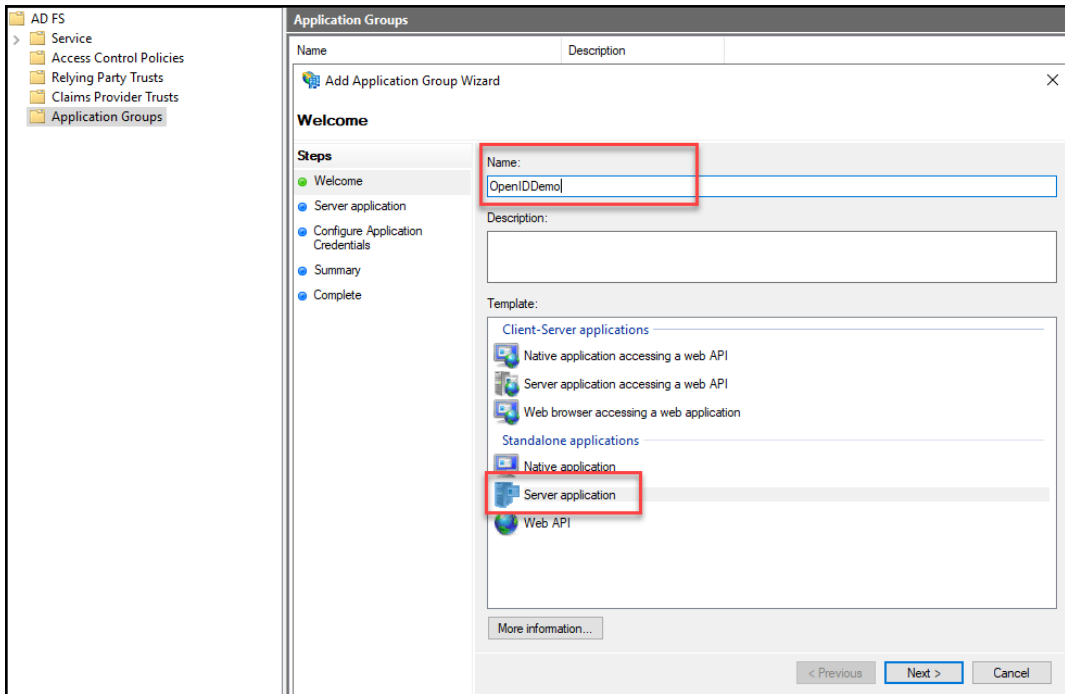 AD FS
Service
Access Control Policies
Relying Party Trusts
Claims Provider Trusts
Application Groups
Application Groups
Name Description
Add Application Group Wizard
Welcome
Steps
Welcome
Server application
Configure Application
Credentials
Summary
Complete
Name:
OpenIDDemo
Description:
Template:
Client-Server applications
Native application accessing a web API
Server application accessing a web API
Web browser accessing a web application
Standalone applications
Native application
Server application
Web API
More information...
< Previous Next > Cancel